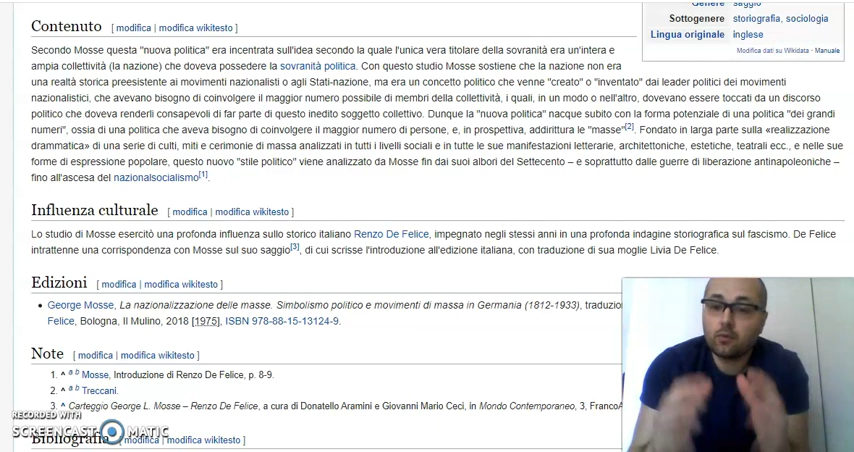 Genere saggio
Contenuto [ modifica | modifica wikitesto ]
Sottogenere storiografia, sociologia
Lingua originale inglese
Modifica dati su Wikidata · Manuale
Secondo Mosse questa "nuova politica" era incentrata sull'idea secondo la quale l'unica vera titolare della sovranità era un'intera e
ampia collettività (la nazione) che doveva possedere la sovranità politica. Con questo studio Mosse sostiene che la nazione non era
una realtà storica preesistente ai movimenti nazionalisti o agli Stati-nazione, ma era un concetto politico che venne "creato" o "inventato" dai leader politici dei movimenti
nazionalistici, che avevano bisogno di coinvolgere il maggior numero possibile di membri della collettività, i quali, in un modo o nell'altro, dovevano essere toccati da un discorso
politico che doveva renderli consapevoli di far parte di questo inedito soggetto collettivo. Dunque la "nuova politica" nacque subito con la forma potenziale di una politica "dei grandi
numeri", ossia di una politica che aveva bisogno di coinvolgere il maggior numero di persone, e, in prospettiva, addirittura le "masse"[2]. Fondato in larga parte sulla «realizzazione
drammatica» di una serie di culti, miti e cerimonie di massa analizzati in tutti i livelli sociali e in tutte le sue manifestazioni letterarie, architettoniche, estetiche, teatrali ecc., e nelle sue
forme di espressione popolare, questo nuovo "stile politico" viene analizzato da Mosse fin dai suoi albori del Settecento – e soprattutto dalle guerre di liberazione antinapoleoniche –
fino all'ascesa del nazionalsocialismo[1].
Influenza culturale [ modifica | modifica wikitesto ]
Lo studio di Mosse esercitò una profonda influenza sullo storico italiano Renzo De Felice, impegnato negli stessi anni in una profonda indagine storiografica sul fascismo. De Felice
intrattenne una corrispondenza con Mosse sul suo saggio[3], di cui scrisse l'introduzione all'edizione italiana, con traduzione di sua moglie Livia De Felice.
Edizioni [ modifica | modifica wikitesto ]
• George Mosse, La nazionalizzazione delle masse. Simbolismo politico e movimenti di massa in Germania (1812-1933), traduzio
Felice, Bologna, Il Mulino, 2018 [1975], ISBN 978-88-15-13124-9.
Note [ modifica | modifica wikitesto ]
1. ^ a b Mosse, Introduzione di Renzo De Felice, p. 8-9.
2. ^ a b Treccani.
3. ^ Carteggio George L. Mosse – Renzo De Felice, a cura di Donatello Aramini e Giovanni Mario Ceci, in Mondo Contemporaneo, 3, FrancoA
RECORDED WITH
SCREENCAST-O-MATIC
Bibliografia [ modifica | modifica wikitesto ]